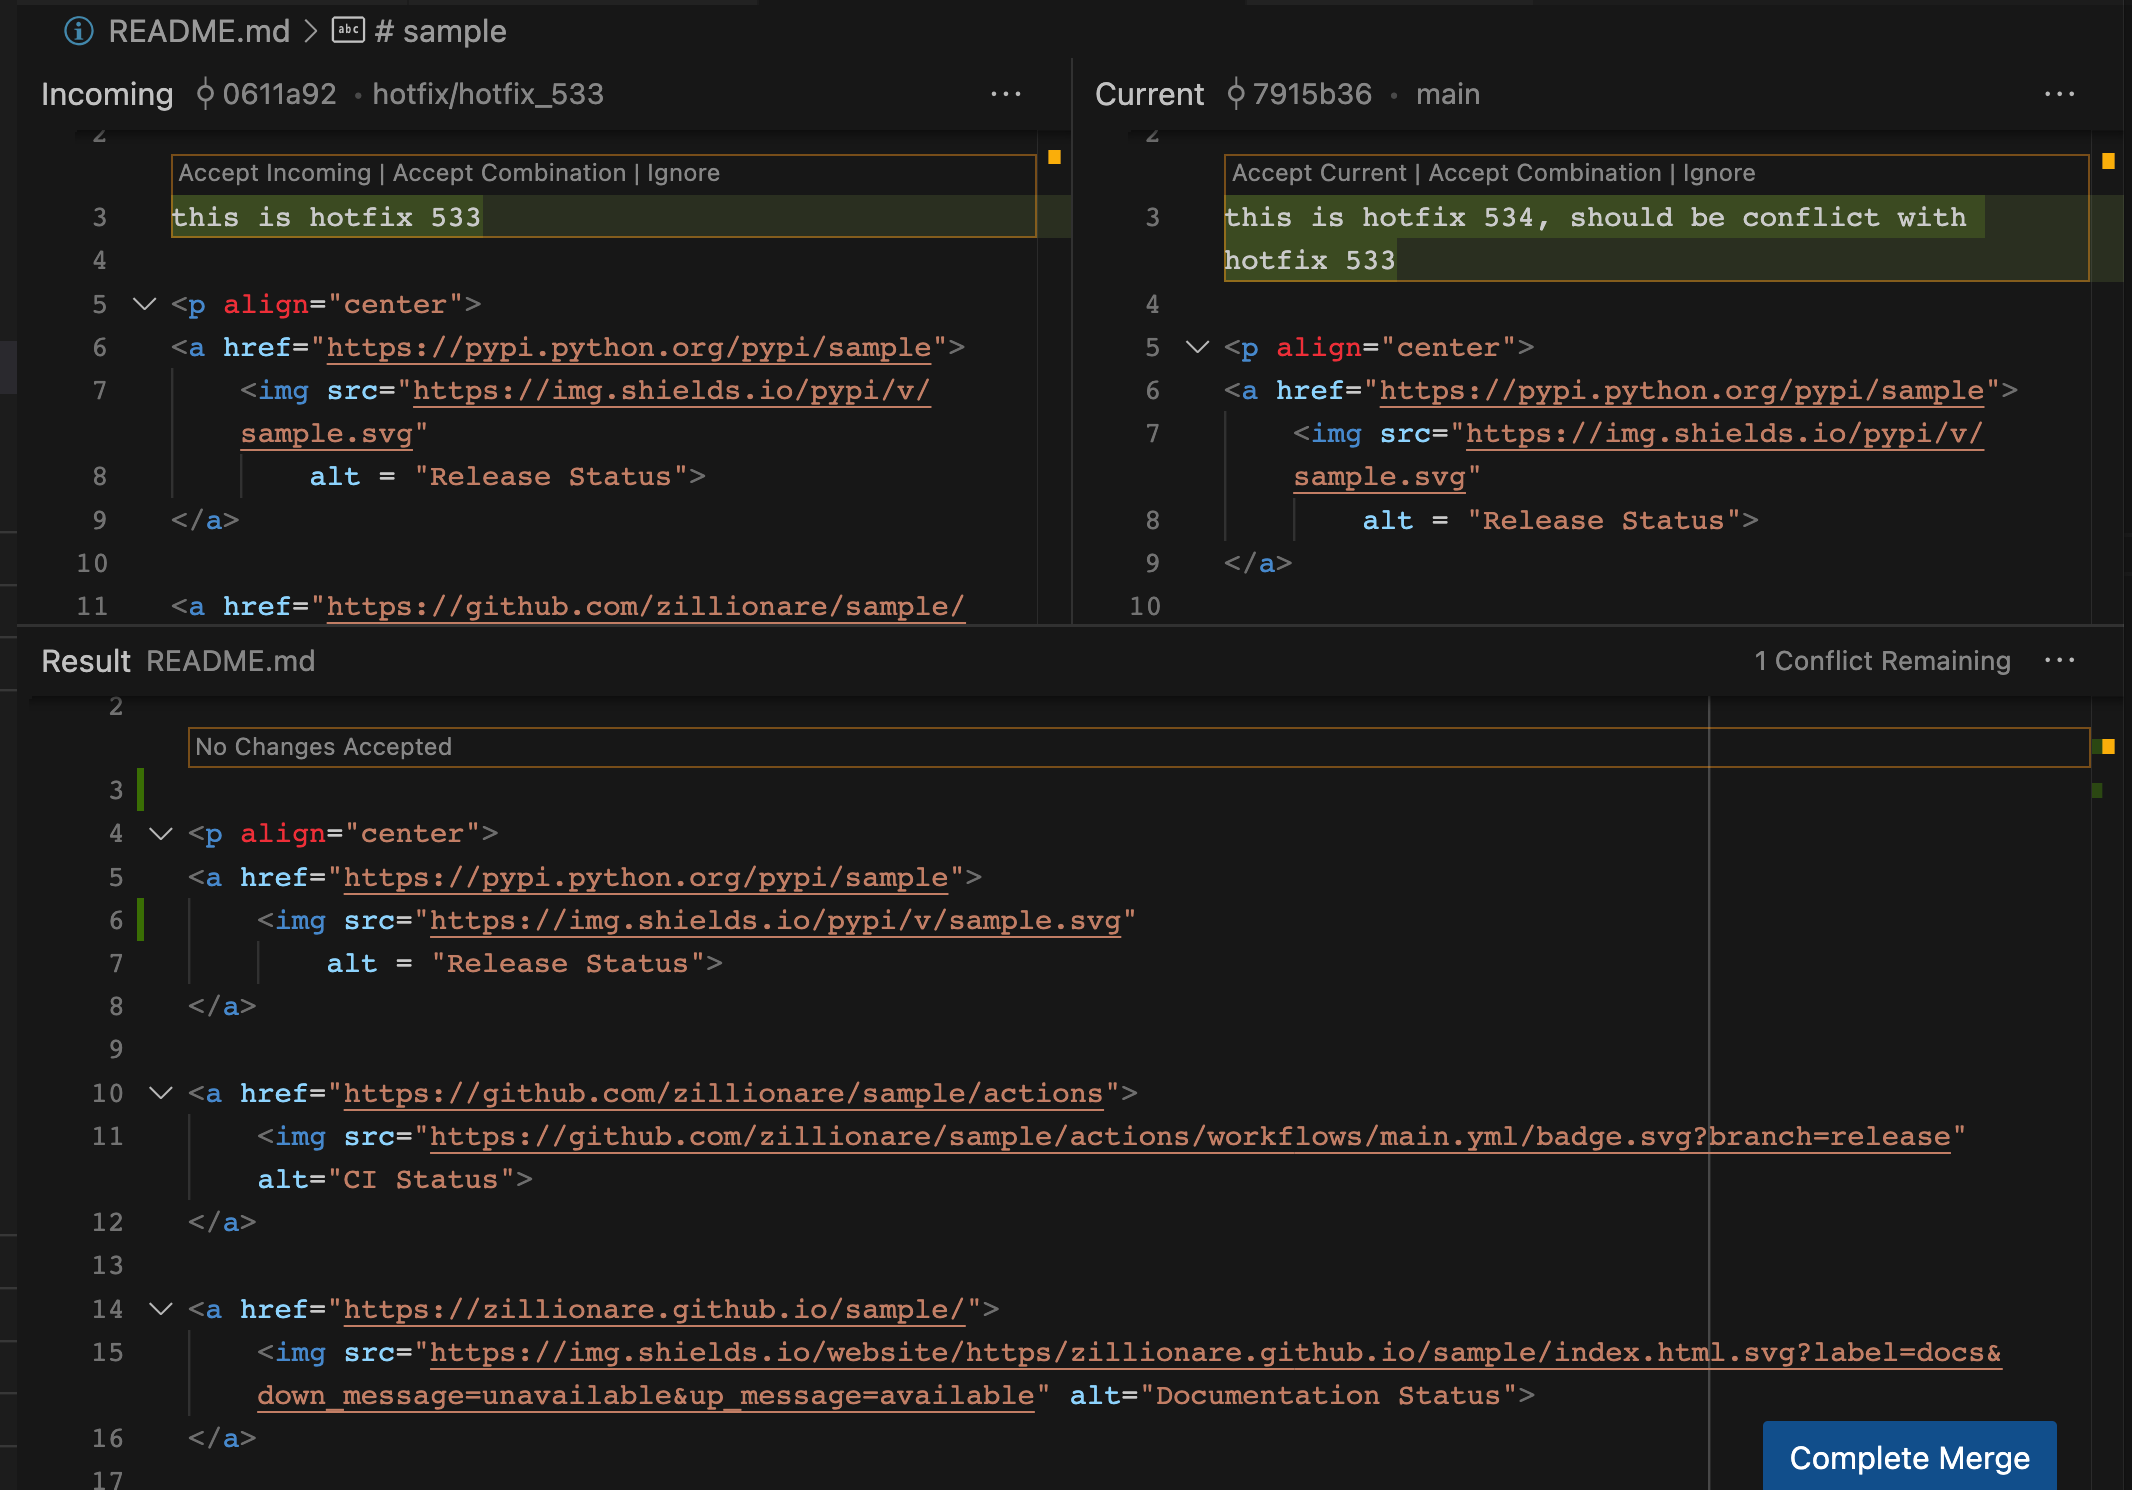 README.md > # sample
Incoming 0611a92 • hotfix/hotfix_533 ···
2
Accept Incoming | Accept Combination | Ignore
3 this is hotfix 533
4
5 <p align="center">
6 <a href="https://pypi.python.org/pypi/sample">
7 <img src="https://img.shields.io/pypi/v/
sample.svg"
8 alt = "Release Status">
9 </a>
10
11 <a href="https://github.com/zillionare/sample/
Current 7915b36 • main ···
2
Accept Current | Accept Combination | Ignore
3 this is hotfix 534, should be conflict with
hotfix 533
4
5 <p align="center">
6 <a href="https://pypi.python.org/pypi/sample">
7 <img src="https://img.shields.io/pypi/v/
sample.svg"
8 alt = "Release Status">
9 </a>
10
Result README.md 1 Conflict Remaining ···
2
No Changes Accepted
3
4 <p align="center">
5 <a href="https://pypi.python.org/pypi/sample">
6 <img src="https://img.shields.io/pypi/v/sample.svg"
7 alt = "Release Status">
8 </a>
9
10 <a href="https://github.com/zillionare/sample/actions">
11 <img src="https://github.com/zillionare/sample/actions/workflows/main.yml/badge.svg?branch=release"
alt="CI Status">
12 </a>
13
14 <a href="https://zillionare.github.io/sample/">
15 <img src="https://img.shields.io/website/https/zillionare.github.io/sample/index.html.svg?label=docs&
down_message=unavailable&up_message=available" alt="Documentation Status">
16 </a>
17
Complete Merge